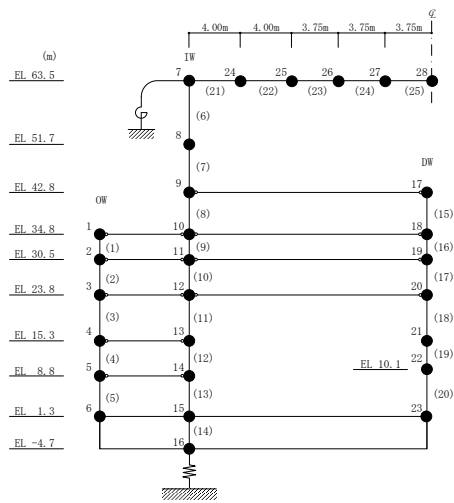 ℄
4.00m 4.00m 3.75m 3.75m 3.75m
(m) IW
EL 63.5 7 24 25 26 27 28
(21) (22) (23) (24) (25)
(6)
EL 51.7 8
(7)
EL 42.8 9 17 DW
OW
(8) (15)
EL 34.8 1 10 18
(1) (9) (16)
EL 30.5 2 11 19
(2) (10) (17)
EL 23.8 3 12 20
(3) (11) (18)
EL 15.3 4 13 21
(4) (12) (19)
EL 10.1 22
EL 8.8 5 14
(5) (13) (20)
EL 1.3 6 15 23
(14)
EL -4.7 16